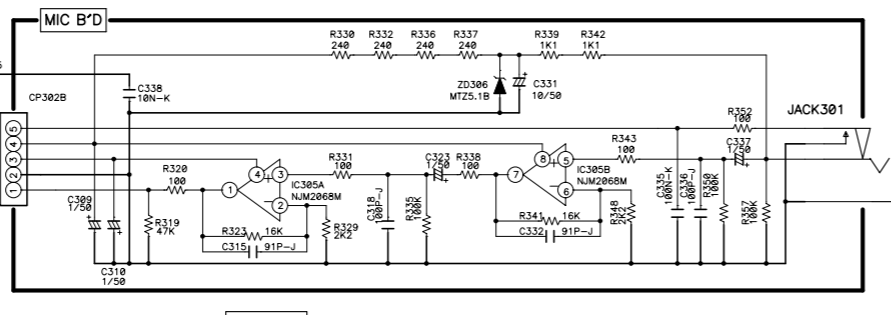 MIC B'D
R330
240
R332
240
R336
240
R337
240
R339
1K1
R342
1K1
C338
10N-K
ZD306
MTZ5.1B
C331
10/50
CP302B
JACK301
R352
100
5
4
3
2
1
R320
100
R331
100
C323
1/50
R338
100
R343
100
C337
1/50
4
3
1
2
IC305A
NJM2068M
8
5
7
6
IC305B
NJM2068M
C309
1/50
R319
47K
R323
16K
C315
91P-J
R329
2K2
C318
100P-J
R335
100K
R341
16K
C332
91P-J
R348
2K2
C335
100N-K
C336
100P-J
R350
100K
R357
100K
C310
1/50